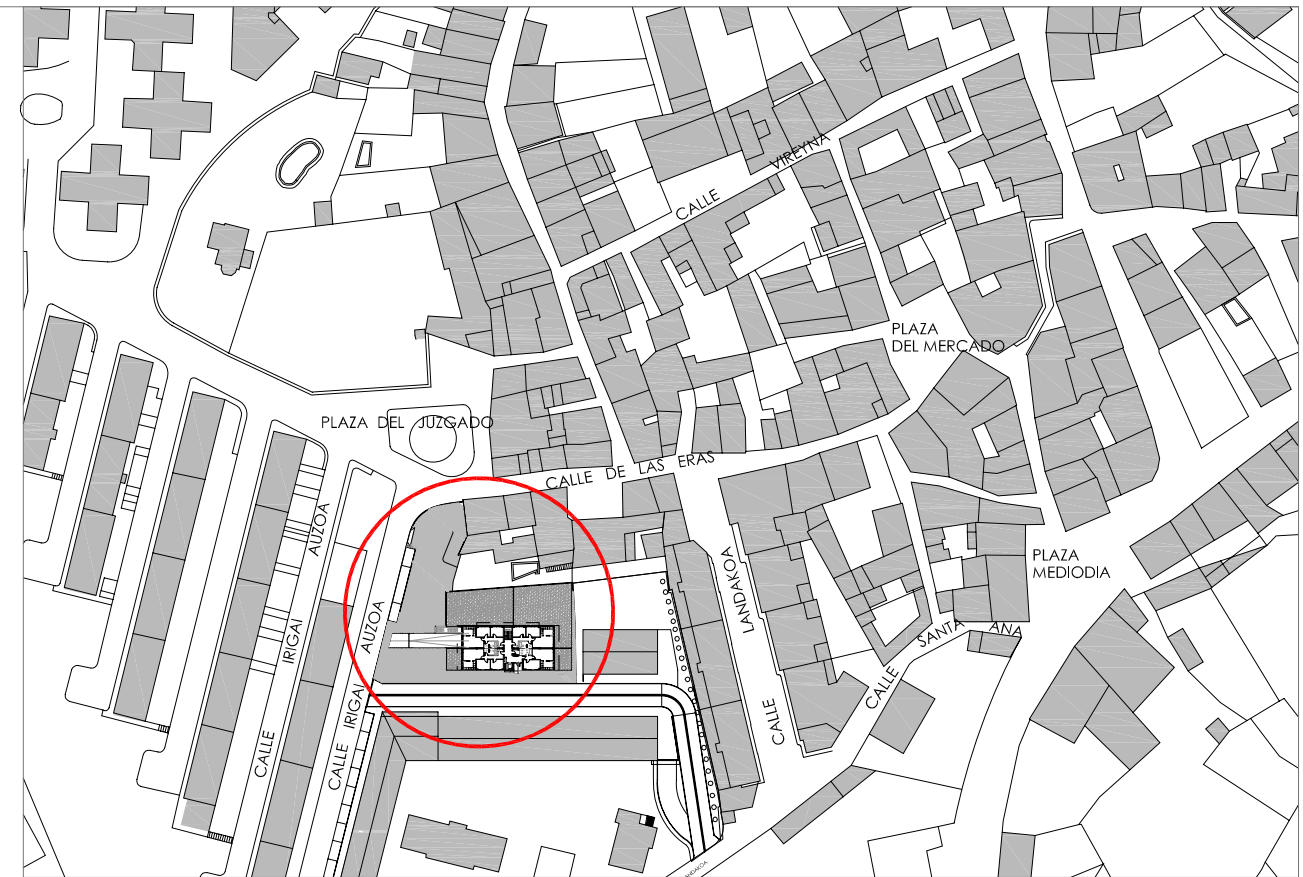 CALLE VIREYNA
PLAZA
DEL MERCADO
PLAZA DEL JUZGADO
CALLE DE LAS ERAS
CALLE IRIGAI AUZOA
CALLE IRIGAI AUZOA
CALLE LANDAKOA
PLAZA
MEDIODIA
CALLE SANTA ANA